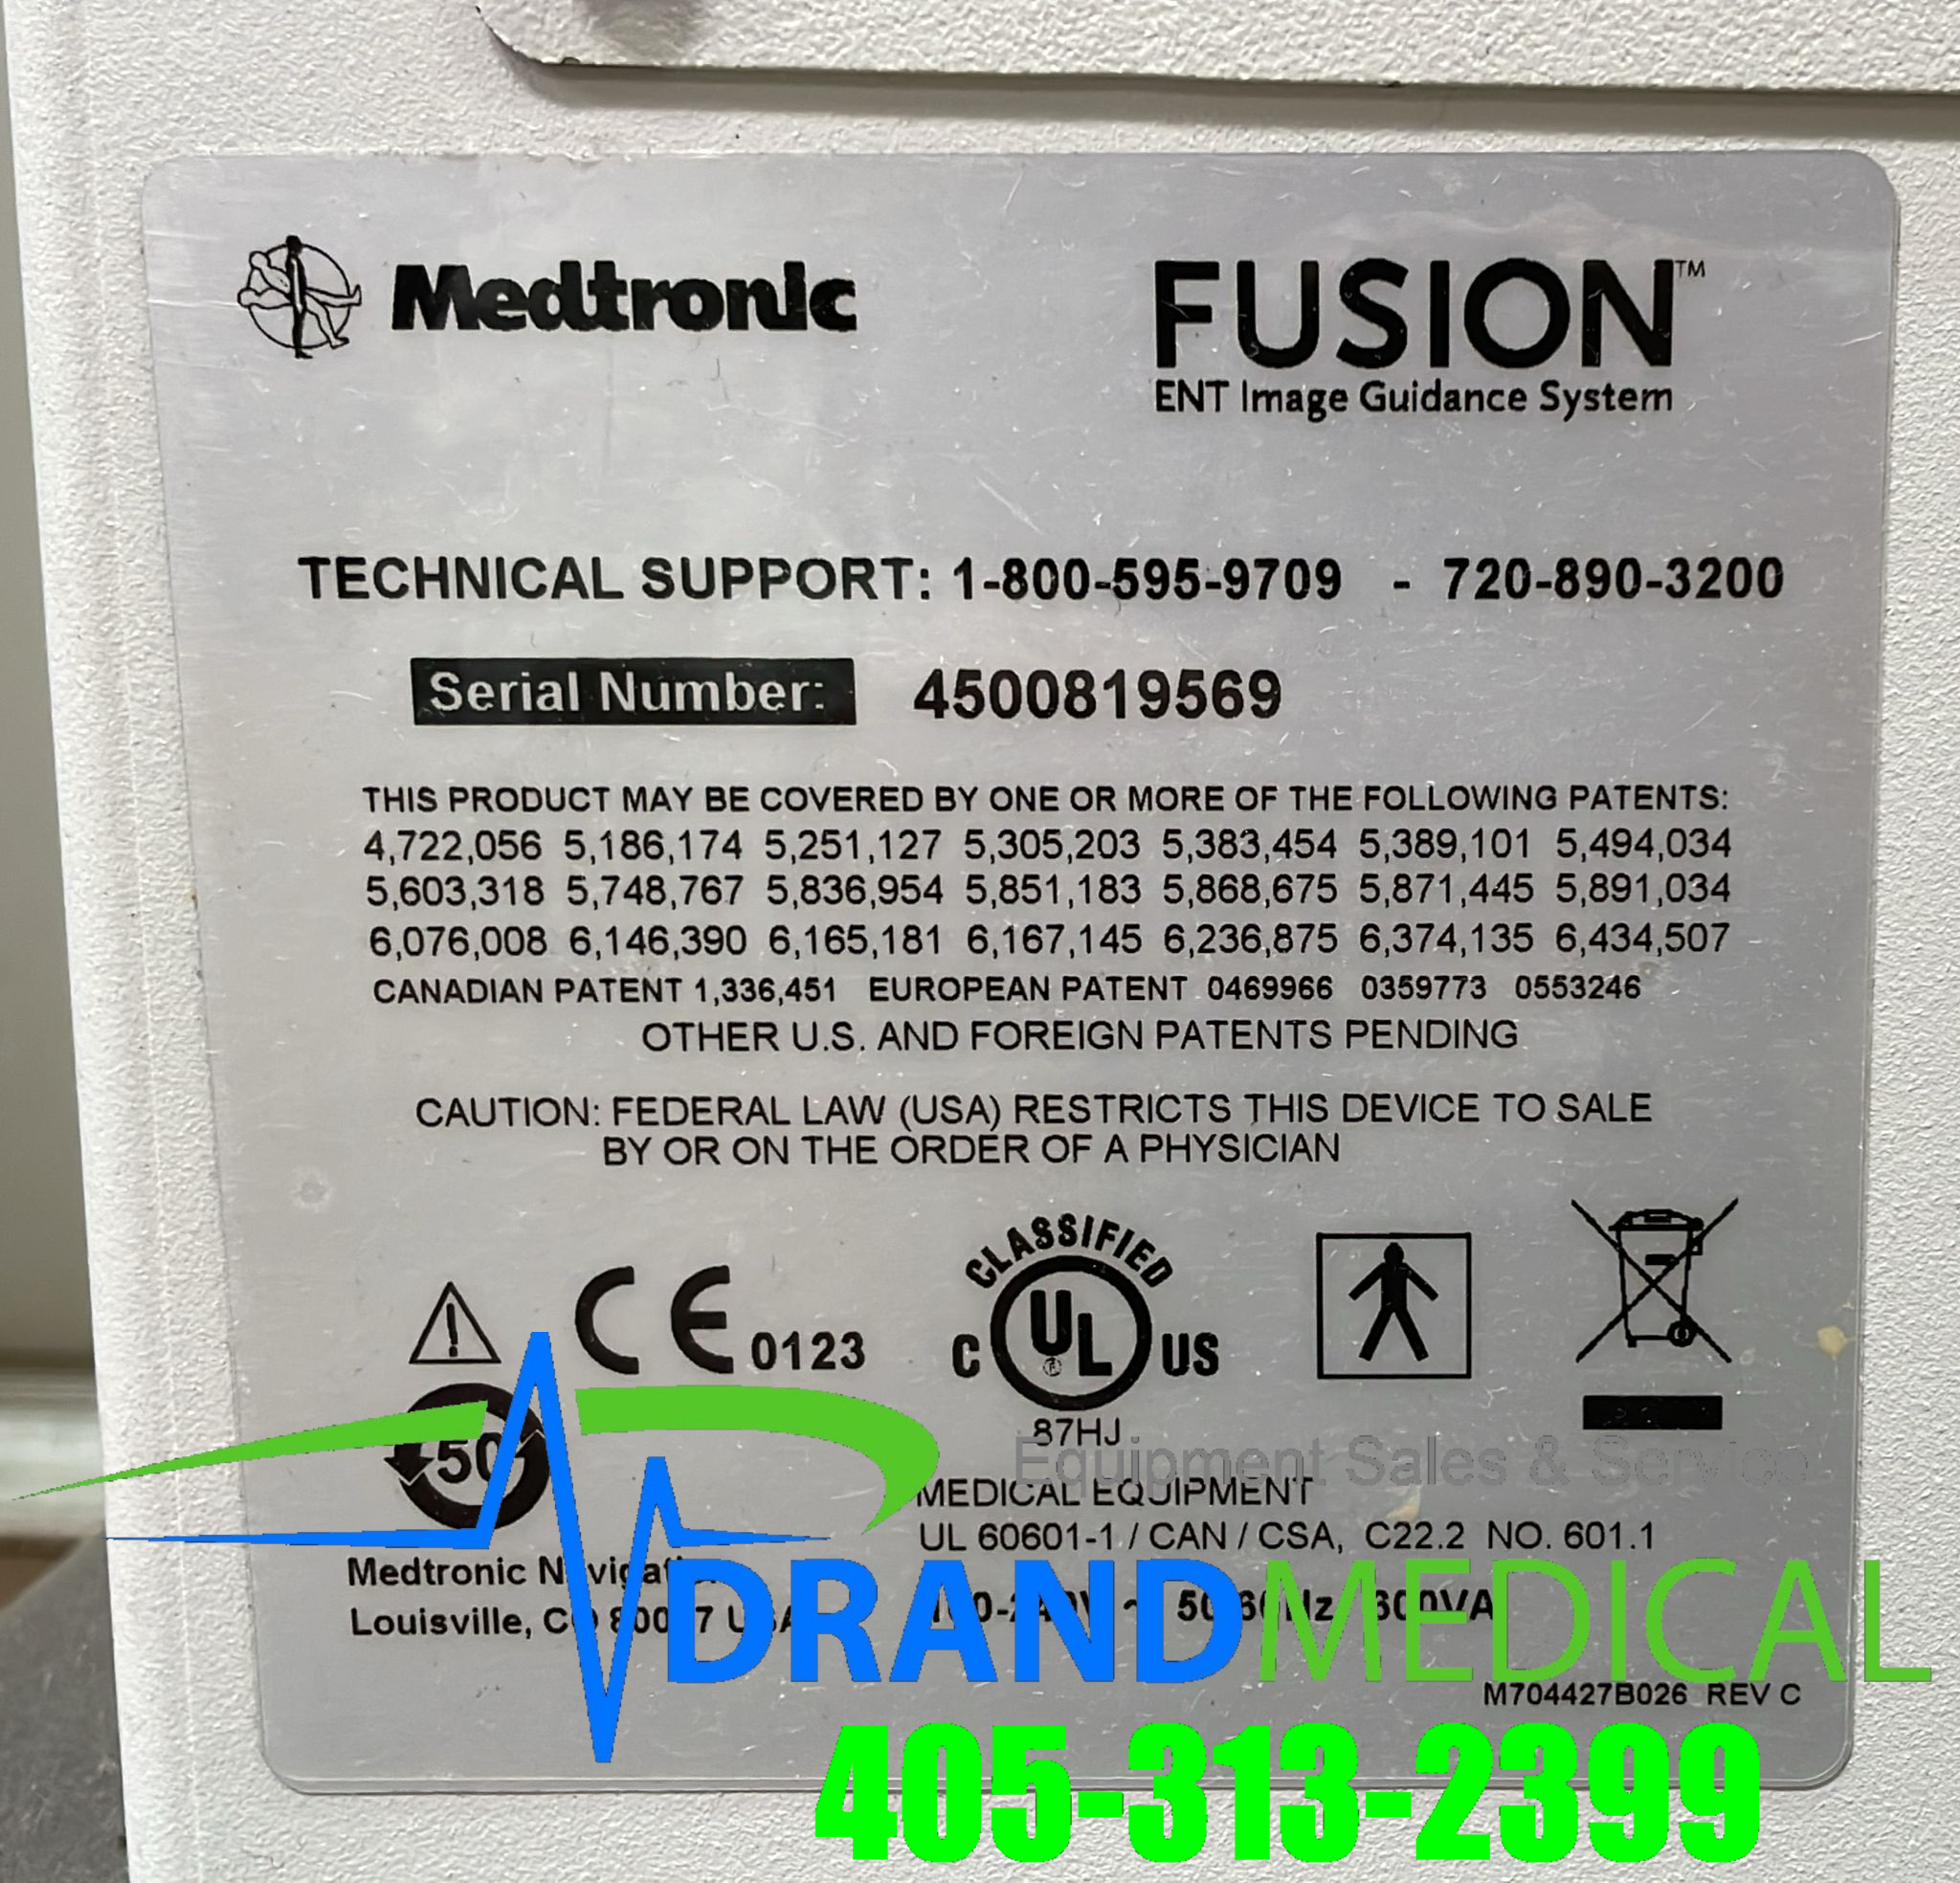 Medtronic
FUSION™
ENT Image Guidance System
TECHNICAL SUPPORT: 1-800-595-9709 - 720-890-3200
Serial Number: 4500819569
THIS PRODUCT MAY BE COVERED BY ONE OR MORE OF THE FOLLOWING PATENTS:
4,722,056 5,186,174 5,251,127 5,305,203 5,383,454 5,389,101 5,494,034
5,603,318 5,748,767 5,836,954 5,851,183 5,868,675 5,871,445 5,891,034
6,076,008 6,146,390 6,165,181 6,167,145 6,236,875 6,374,135 6,434,507
CANADIAN PATENT 1,336,451 EUROPEAN PATENT 0469966 0359773 0553246
OTHER U.S. AND FOREIGN PATENTS PENDING
CAUTION: FEDERAL LAW (USA) RESTRICTS THIS DEVICE TO SALE
BY OR ON THE ORDER OF A PHYSICIAN
CE 0123
CLASSIFIED
C UL® US
87HJ
50
Equipment Sales & Service
MEDICAL EQUIPMENT
UL 60601-1 / CAN / CSA, C22.2 NO. 601.1
Medtronic
Louisville,
600VA
DRANDMEDICAL
M704427B026 REV C
405-313-2399